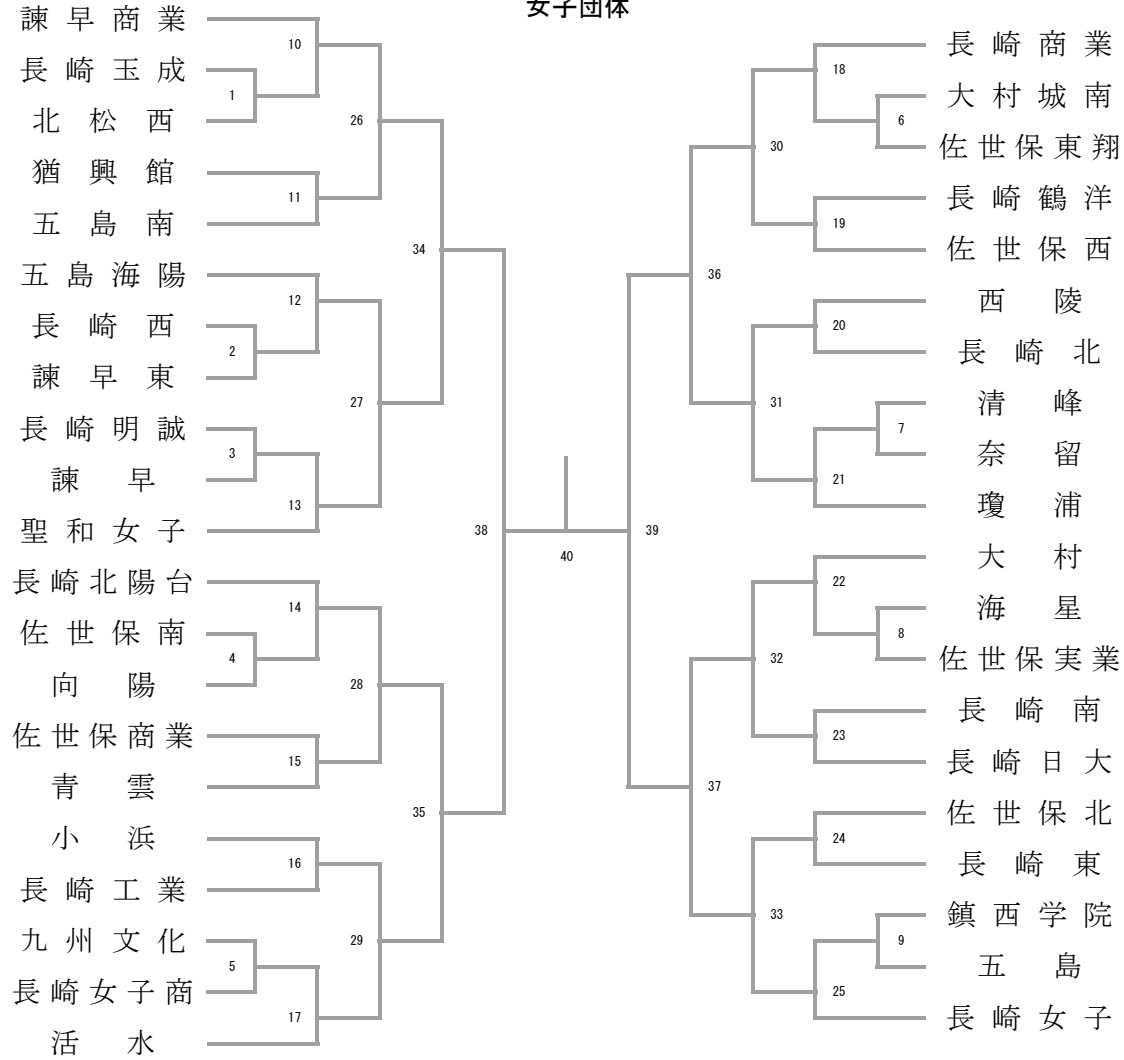 女子団体
諫早商業
10
長崎玉成
1
北松西
26
猶興館
11
五島南
34
五島海陽
12
長崎西
2
諫早東
27
長崎明誠
3
諫早
13
聖和女子
38
長崎北陽台
14
佐世保南
4
向陽
28
佐世保商業
15
青雲
35
小浜
16
長崎工業
29
九州文化
5
長崎女子商
17
活水
40
長崎商業
18
大村城南
6
佐世保東翔
30
長崎鶴洋
19
佐世保西
36
西陵
20
長崎北
31
清峰
7
奈留
21
瓊浦
39
大村
22
海星
8
佐世保実業
32
長崎南
23
長崎日大
37
佐世保北
24
長崎東
33
鎮西学院
9
五島
25
長崎女子